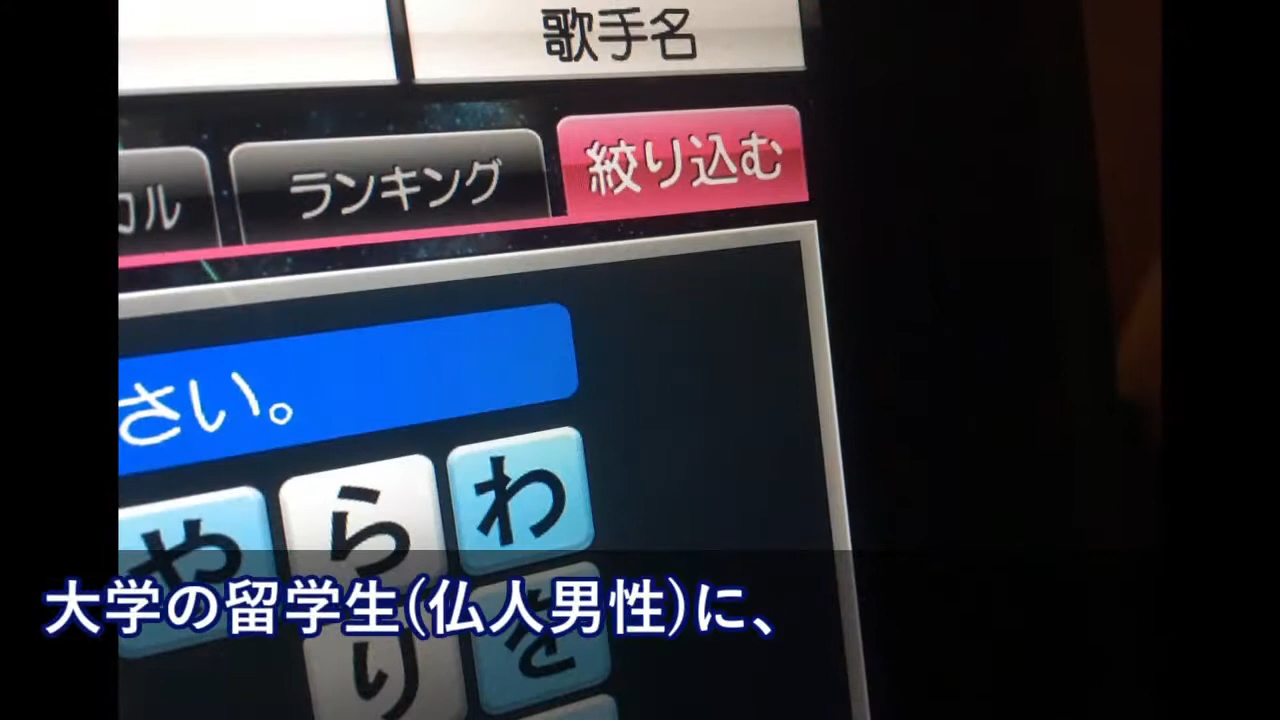 歌手名
カル
ランキング
絞り込む
さい。
や
ら
わ
り
を
大学の留学生(仏人男性)に、